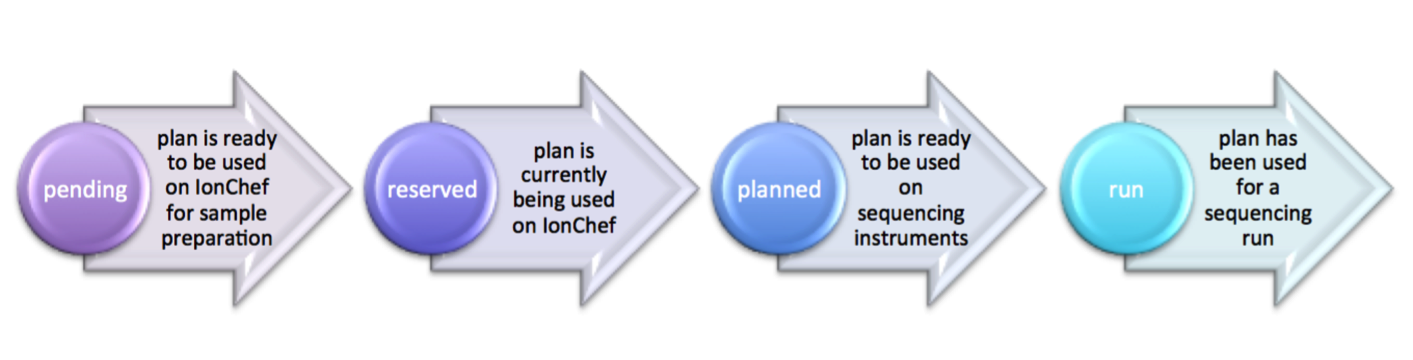 pending
plan is ready
to be used
on IonChef
for sample
preparation
reserved
plan is
currently
being used
on IonChef
planned
plan is ready
to be used
on
sequencing
instruments
run
plan has
been used
for a
sequencing
run